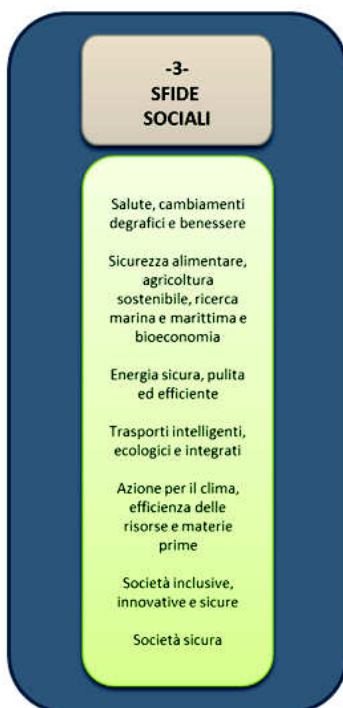 -3-
SFIDE
SOCIALI
Salute, cambiamenti
degrafici e benessere
Sicurezza alimentare,
agricoltura
sostenibile, ricerca
marina e marittima e
bioeconomia
Energia sicura, pulita
ed efficiente
Trasporti intelligenti,
ecologici e integrati
Azione per il clima,
efficienza delle
risorse e materie
prime
Società inclusive,
innovative e sicure
Società sicura